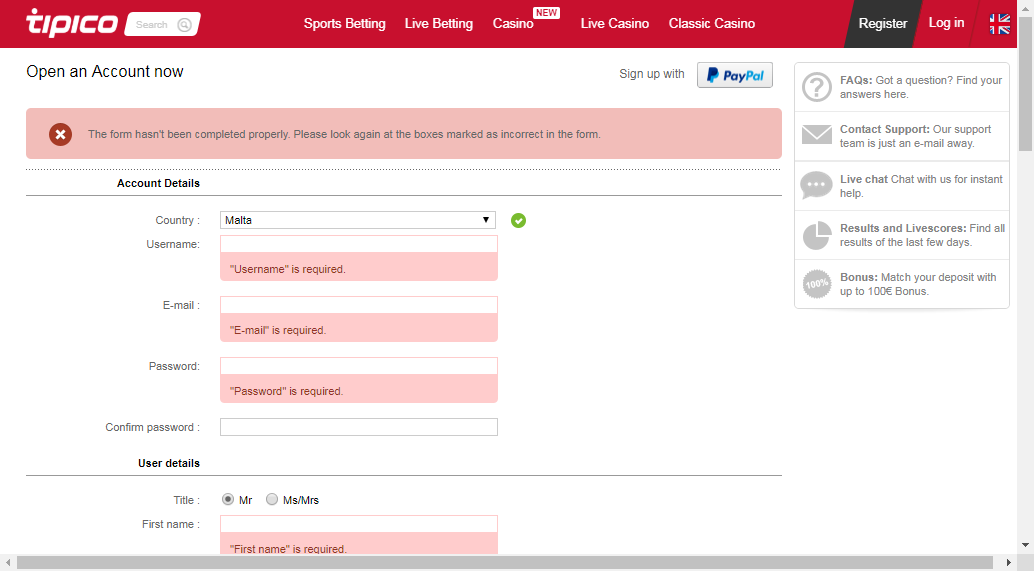 tipico
Search
Sports Betting
Live Betting
Casino
NEW
Live Casino
Classic Casino
Register
Log in
Open an Account now
Sign up with
PayPal
The form hasn't been completed properly. Please look again at the boxes marked as incorrect in the form.
Account Details
Country :
Malta
Username:
"Username" is required.
E-mail :
"E-mail" is required.
Password:
"Password" is required.
Confirm password :
User details
Title :
Mr
Ms/Mrs
First name :
"First name" is required.
FAQs: Got a question? Find your
answers here.
Contact Support: Our support
team is just an e-mail away.
Live chat Chat with us for instant
help.
Results and Livescores: Find all
results of the last few days.
100%
Bonus: Match your deposit with
up to 100€ Bonus.